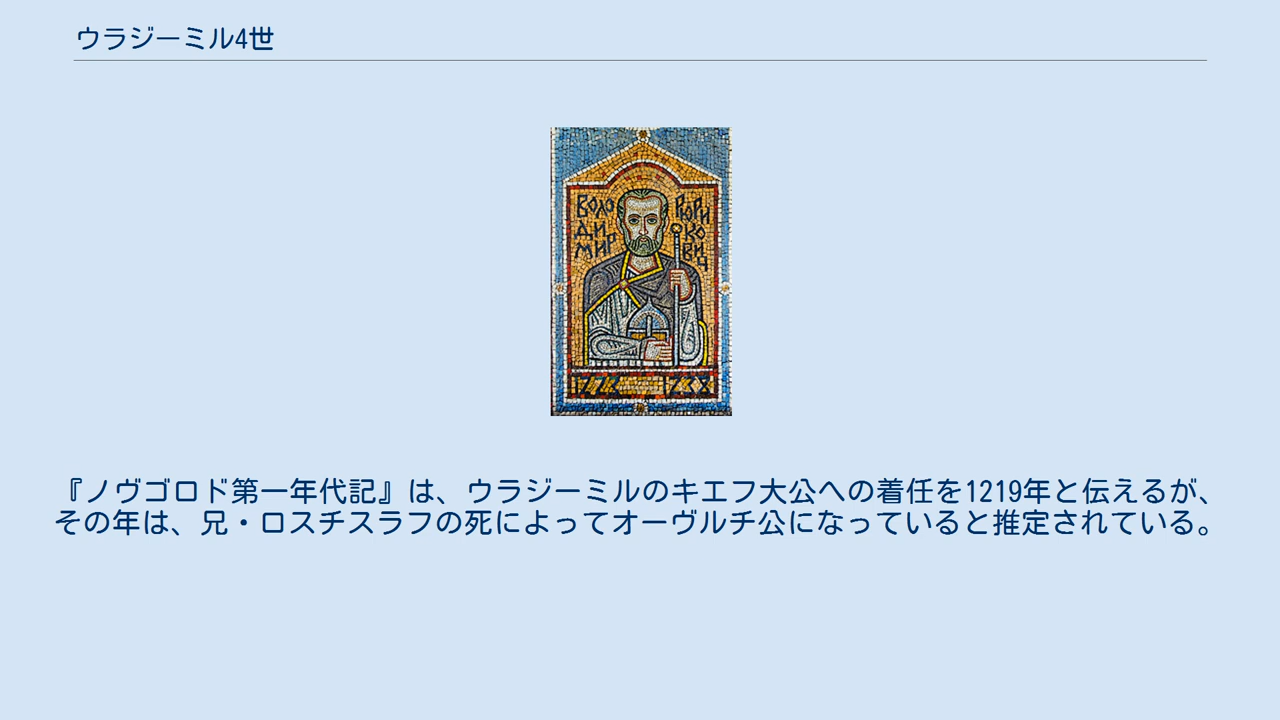 ウラジーミル4世
ВОЛО
ДИ
МИР
РЮРИ
КО
ВИЧ
1223 1238
『ノヴゴロド第一年代記』は、ウラジーミルのキエフ大公への着任を1219年と伝えるが、
その年は、兄・ロスチスラフの死によってオーヴルチ公になっていると推定されている。